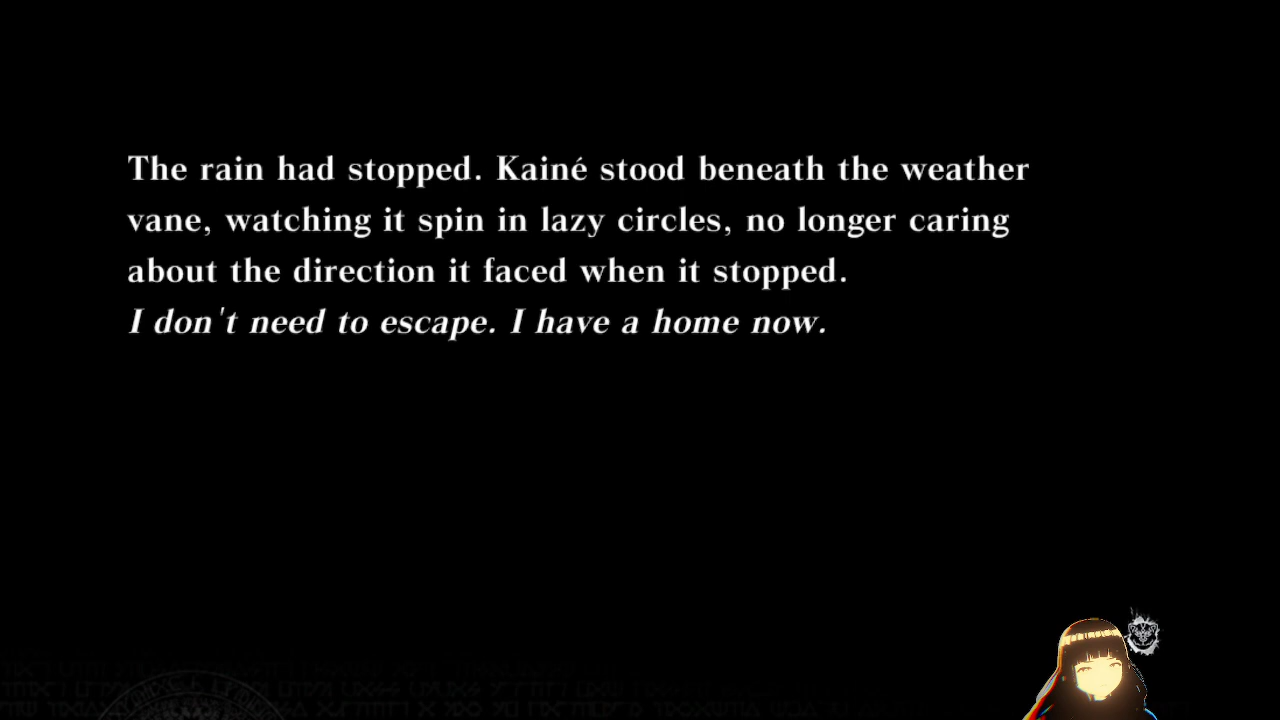 The rain had stopped. Kainé stood beneath the weather
vane, watching it spin in lazy circles, no longer caring
about the direction it faced when it stopped.
I don't need to escape. I have a home now.